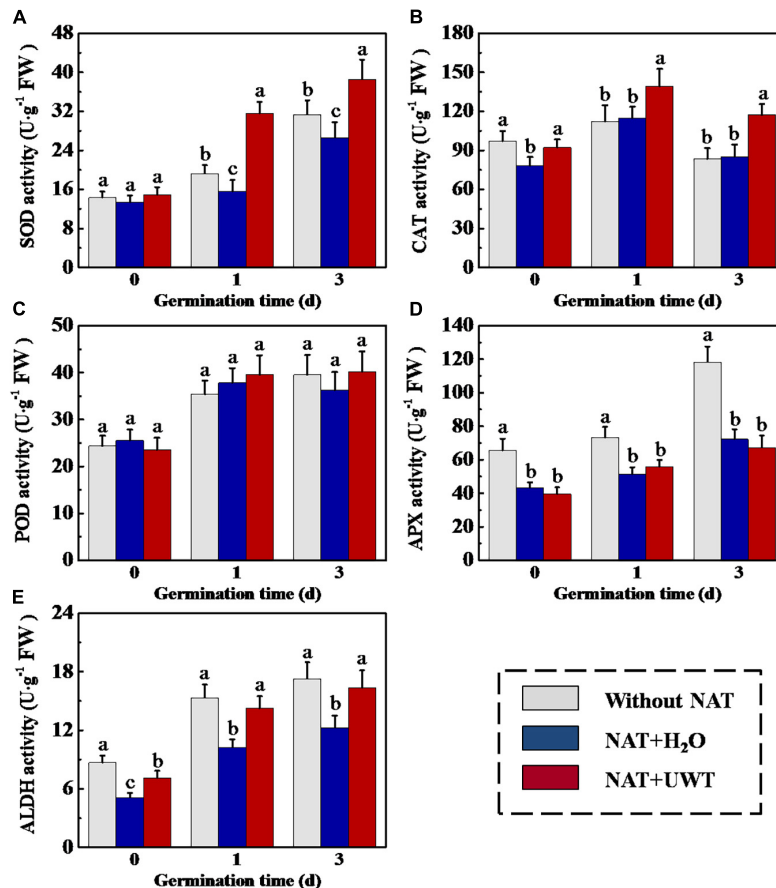 A
SOD activity (U·g⁻¹ FW )
48
40
32
24
16
8
0
a a a
b c a
b c a
0 1 3
Germination time (d)
B
CAT activity (U·g⁻¹ FW )
180
150
120
90
60
30
0
a b a
b b a
b b a
0 1 3
Germination time (d)
C
POD activity (U·g⁻¹ FW )
50
40
30
20
10
0
a a a
a a a
a a a
0 1 3
Germination time (d)
D
APX activity (U·g⁻¹ FW )
140
120
100
80
60
40
20
0
a b b
a b b
a b b
0 1 3
Germination time (d)
E
ALDH activity (U·g⁻¹ FW )
24
18
12
6
0
a c b
a b a
a b a
0 1 3
Germination time (d)
Without NAT
NAT+H₂O
NAT+UWT